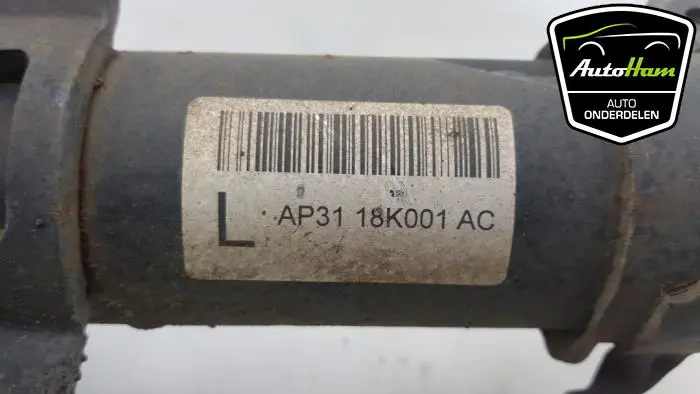 AutoHam
AUTO
ONDERDELEN
L
AP31 18K001 AC